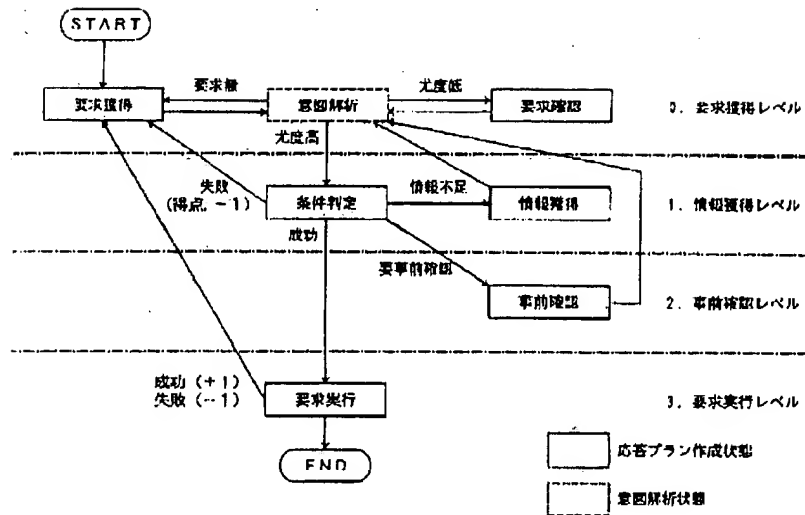 START
要求無
尤度低
要求獲得
意図解析
要求確認
0. 要求獲得レベル
尤度高
失敗
(得点 -1)
情報不足
条件判定
情報獲得
1. 情報獲得レベル
成功
要事前確認
事前確認
2. 事前確認レベル
成功(+1)
失敗(-1)
要求実行
3. 要求実行レベル
END
応答プラン作成状態
意図解析状態